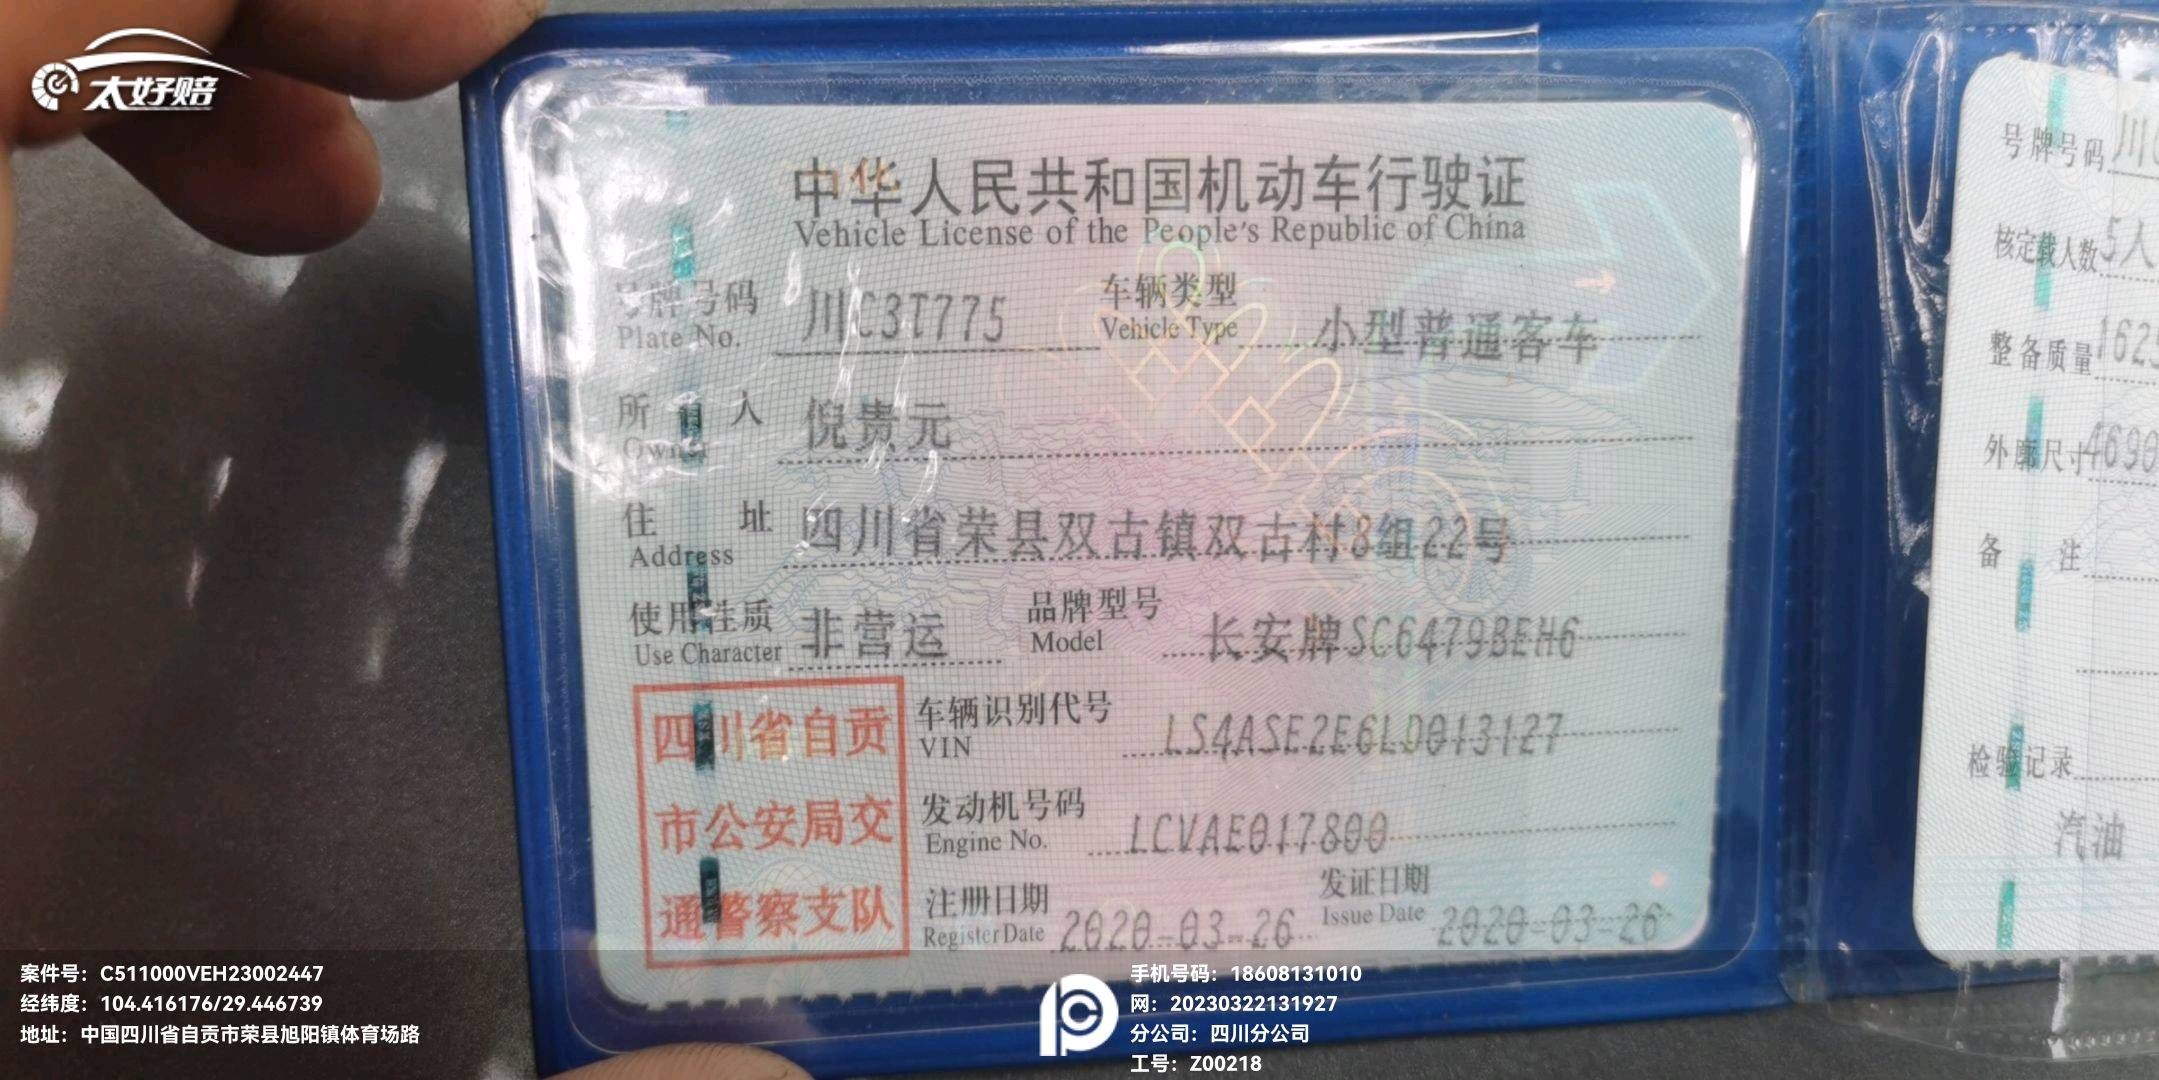 太好赔
中华人民共和国机动车行驶证
Vehicle License of the People's Republic of China
号牌号码 川C3T775 车辆类型 小型普通客车
Plate No. Vehicle Type
所有人 倪贵元
Owner
住址 四川省荣县双古镇双古村8组22号
Address
使用性质 非营运 品牌型号 长安牌SC6479BEH6
Use Character Model
四川省自贡
市公安局交
通警察支队
车辆识别代号 LS4ASE2E6LD013127
VIN
发动机号码 LCVAE017800
Engine No.
注册日期 2020-03-26 发证日期 2020-03-26
Register Date Issue Date
号牌号码 川
核定载人数 5人
整备质量 162
外廓尺寸 4690
备注
检验记录
汽油
案件号：C511000VEH23002447
经纬度：104.416176/29.446739
地址：中国四川省自贡市荣县旭阳镇体育场路
手机号码：18608131010
网：20230322131927
分公司：四川分公司
工号：Z00218